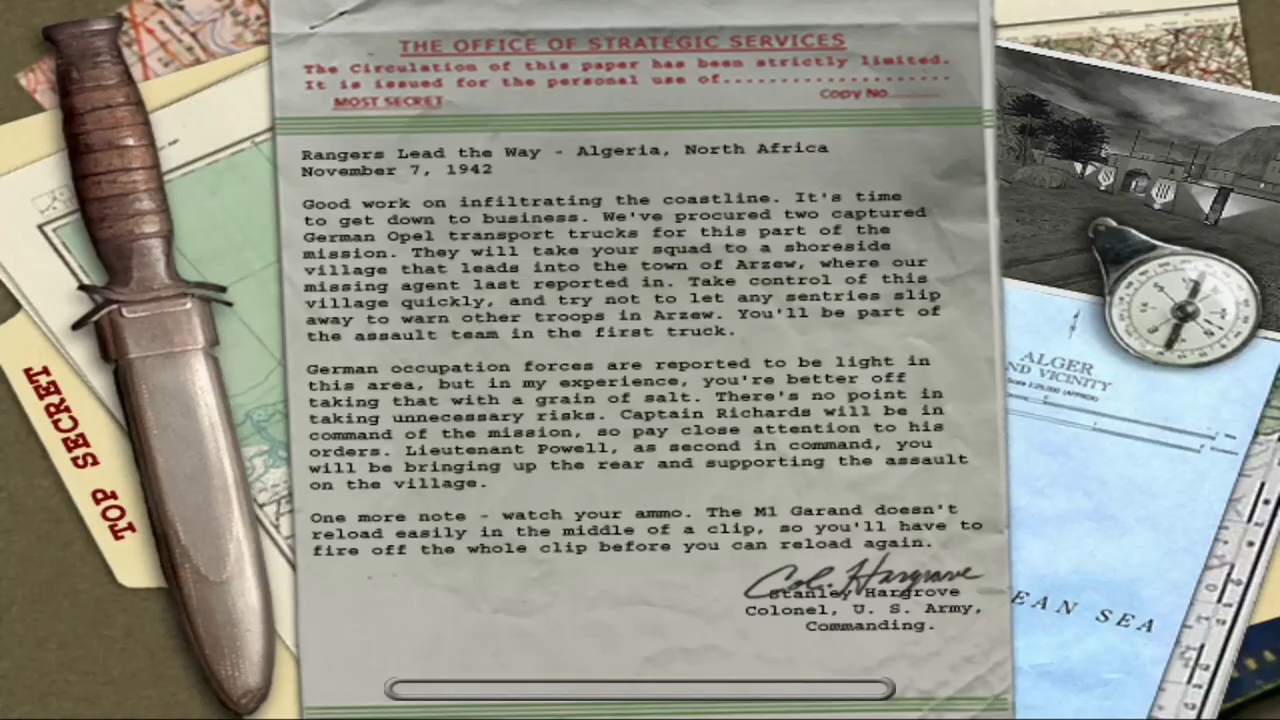 THE OFFICE OF STRATEGIC SERVICES
The Circulation of this paper has been strictly limited.
It is issued for the personal use of....................
MOST SECRET
Copy No.........
Rangers Lead the Way - Algeria, North Africa
November 7, 1942
Good work on infiltrating the coastline. It's time
to get down to business. We've procured two captured
German Opel transport trucks for this part of the
mission. They will take your squad to a shoreside
village that leads into the town of Arzew, where our
missing agent last reported in. Take control of this
village quickly, and try not to let any sentries slip
away to warn other troops in Arzew. You'll be part of
the assault team in the first truck.
German occupation forces are reported to be light in
this area, but in my experience, you're better off
taking that with a grain of salt. There's no point in
taking unnecessary risks. Captain Richards will be in
command of the mission, so pay close attention to his
orders. Lieutenant Powell, as second in command, you
will be bringing up the rear and supporting the assault
on the village.
One more note - watch your ammo. The M1 Garand doesn't
reload easily in the middle of a clip, so you'll have to
fire off the whole clip before you can reload again.
Col. Hargrove
Stanley Hargrove
Colonel, U. S. Army,
Commanding.
TOP SECRET
ALGER
ND VICINITY
EAN SEA